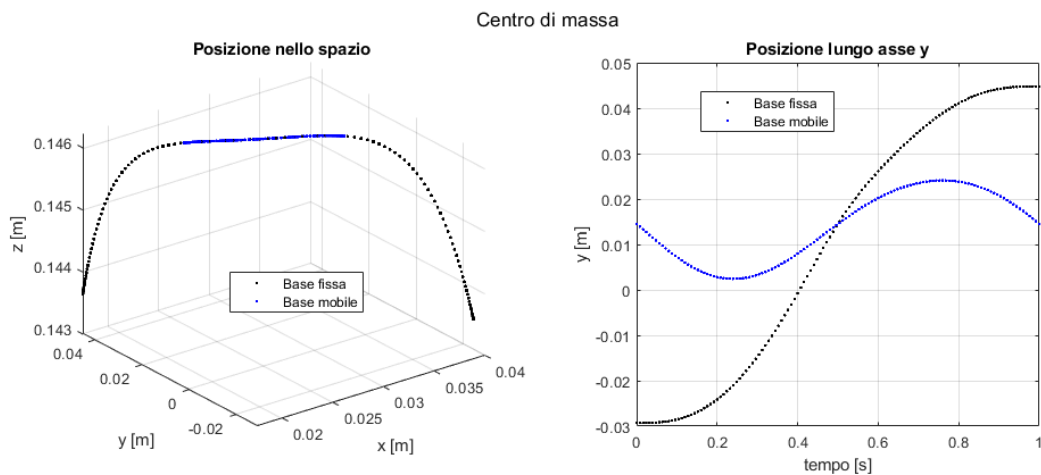 Centro di massa
Posizione nello spazio
0.146
0.145
0.144
0.143
z [m]
Base fissa
Base mobile
0.04
0.02
0
-0.02
y [m]
0.02
0.025
0.03
0.035
0.04
x [m]
Posizione lungo asse y
0.05
0.04
0.03
0.02
0.01
0
-0.01
-0.02
-0.03
y [m]
Base fissa
Base mobile
0
0.2
0.4
0.6
0.8
1
tempo [s]